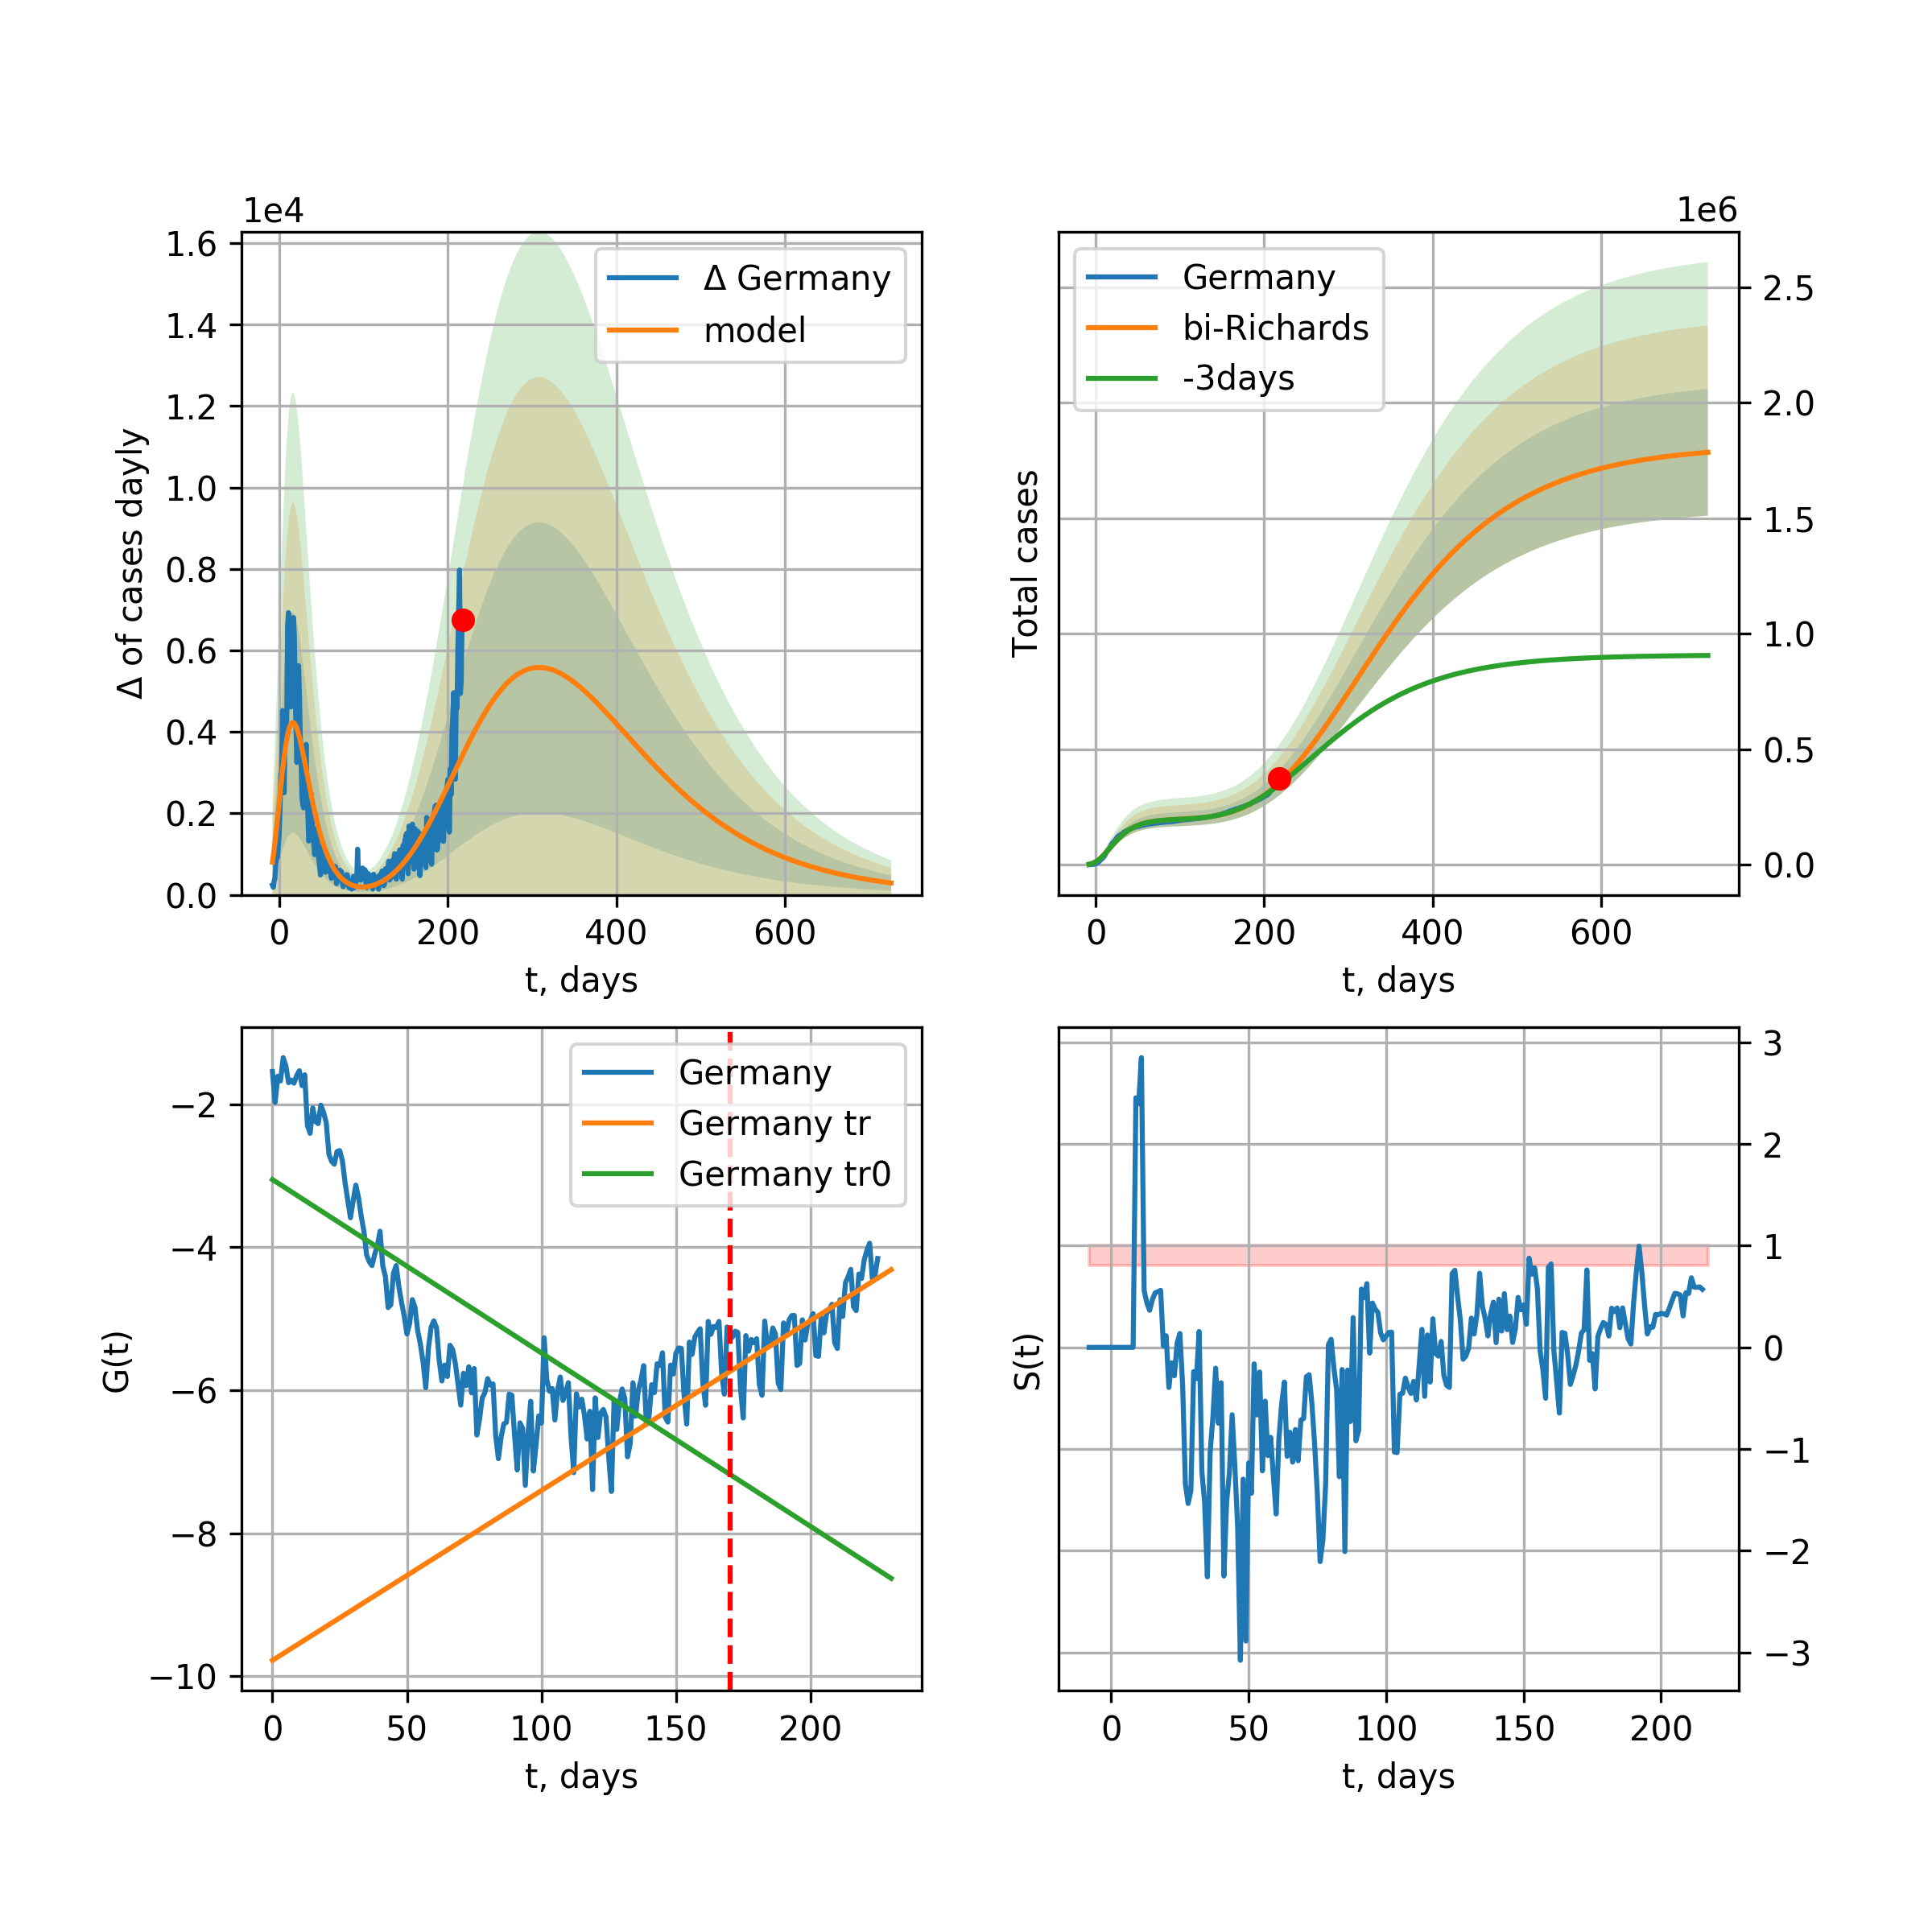 1e4
1.6
1.4
1.2
1.0
0.8
0.6
0.4
0.2
0.0
Δ of cases dayly
Δ Germany
model
0 200 400 600
t, days
1e6
2.5
2.0
1.5
1.0
0.5
0.0
Total cases
Germany
bi-Richards
-3days
0 200 400 600
t, days
−2
−4
−6
−8
−10
G(t)
Germany
Germany tr
Germany tr0
0 50 100 150 200
t, days
3
2
1
0
−1
−2
−3
S(t)
0 50 100 150 200
t, days